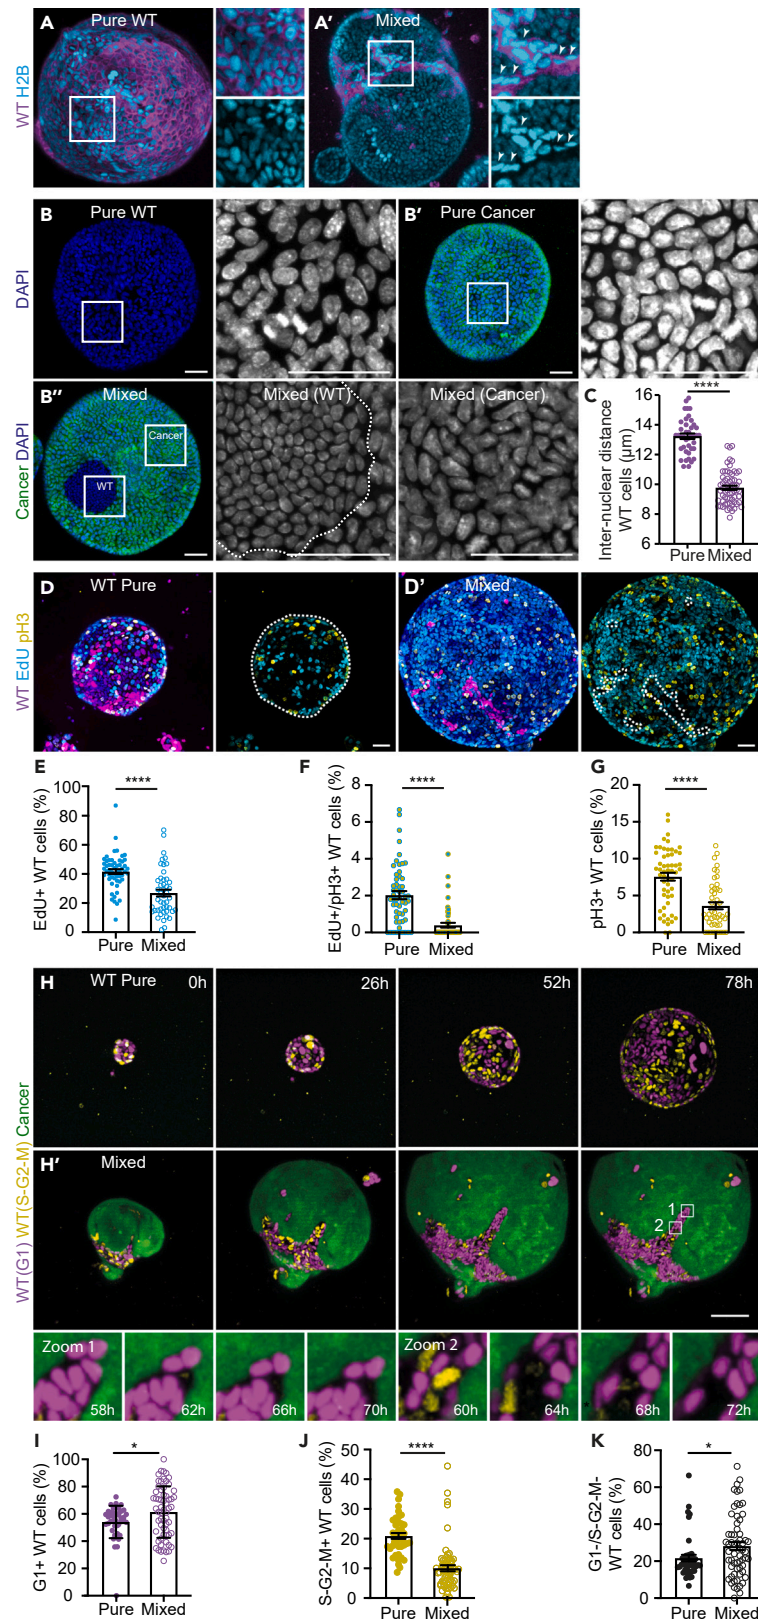 A Pure WT
A′ Mixed
WT H2B
B Pure WT
B′ Pure Cancer
DAPI
B″ Mixed
Cancer
WT
Mixed (WT)
Mixed (Cancer)
Cancer DAPI
C
****
Inter-nuclear distance
WT cells (μm)
16
14
12
10
8
6
Pure Mixed
D WT Pure
D′ Mixed
WT EdU pH3
E
****
EdU+ WT cells (%)
100
80
60
40
20
0
Pure Mixed
F
****
EdU+/pH3+ WT cells (%)
8
6
4
2
0
Pure Mixed
G
****
pH3+ WT cells (%)
20
15
10
5
0
Pure Mixed
H WT Pure
0h
26h
52h
78h
H′ Mixed
1
2
WT(G1) WT(S-G2-M) Cancer
Zoom 1
58h
62h
66h
70h
Zoom 2
60h
64h
68h
72h
I
*
G1+ WT cells (%)
100
80
60
40
20
0
Pure Mixed
J
****
S-G2-M+ WT cells (%)
50
40
30
20
10
0
Pure Mixed
K
*
G1-/S-G2-M-
WT cells (%)
80
60
40
20
0
Pure Mixed